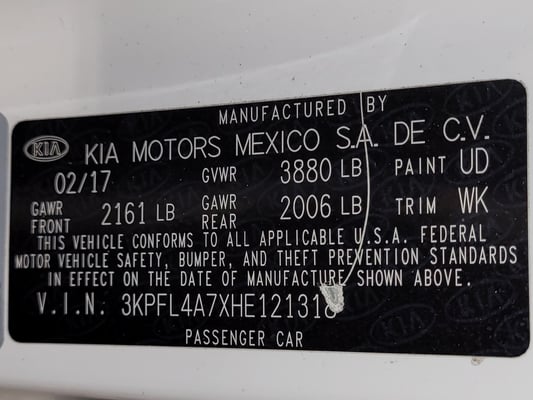 MANUFACTURED BY
KIA KIA MOTORS MEXICO S.A. DE C.V.
02/17 GVWR 3880 LB PAINT UD
GAWR FRONT 2161 LB GAWR REAR 2006 LB TRIM WK
THIS VEHICLE CONFORMS TO ALL APPLICABLE U.S.A. FEDERAL
MOTOR VEHICLE SAFETY, BUMPER, AND THEFT PREVENTION STANDARDS
IN EFFECT ON THE DATE OF MANUFACTURE SHOWN ABOVE.
V.I.N. 3KPFL4A7XHE121318
PASSENGER CAR